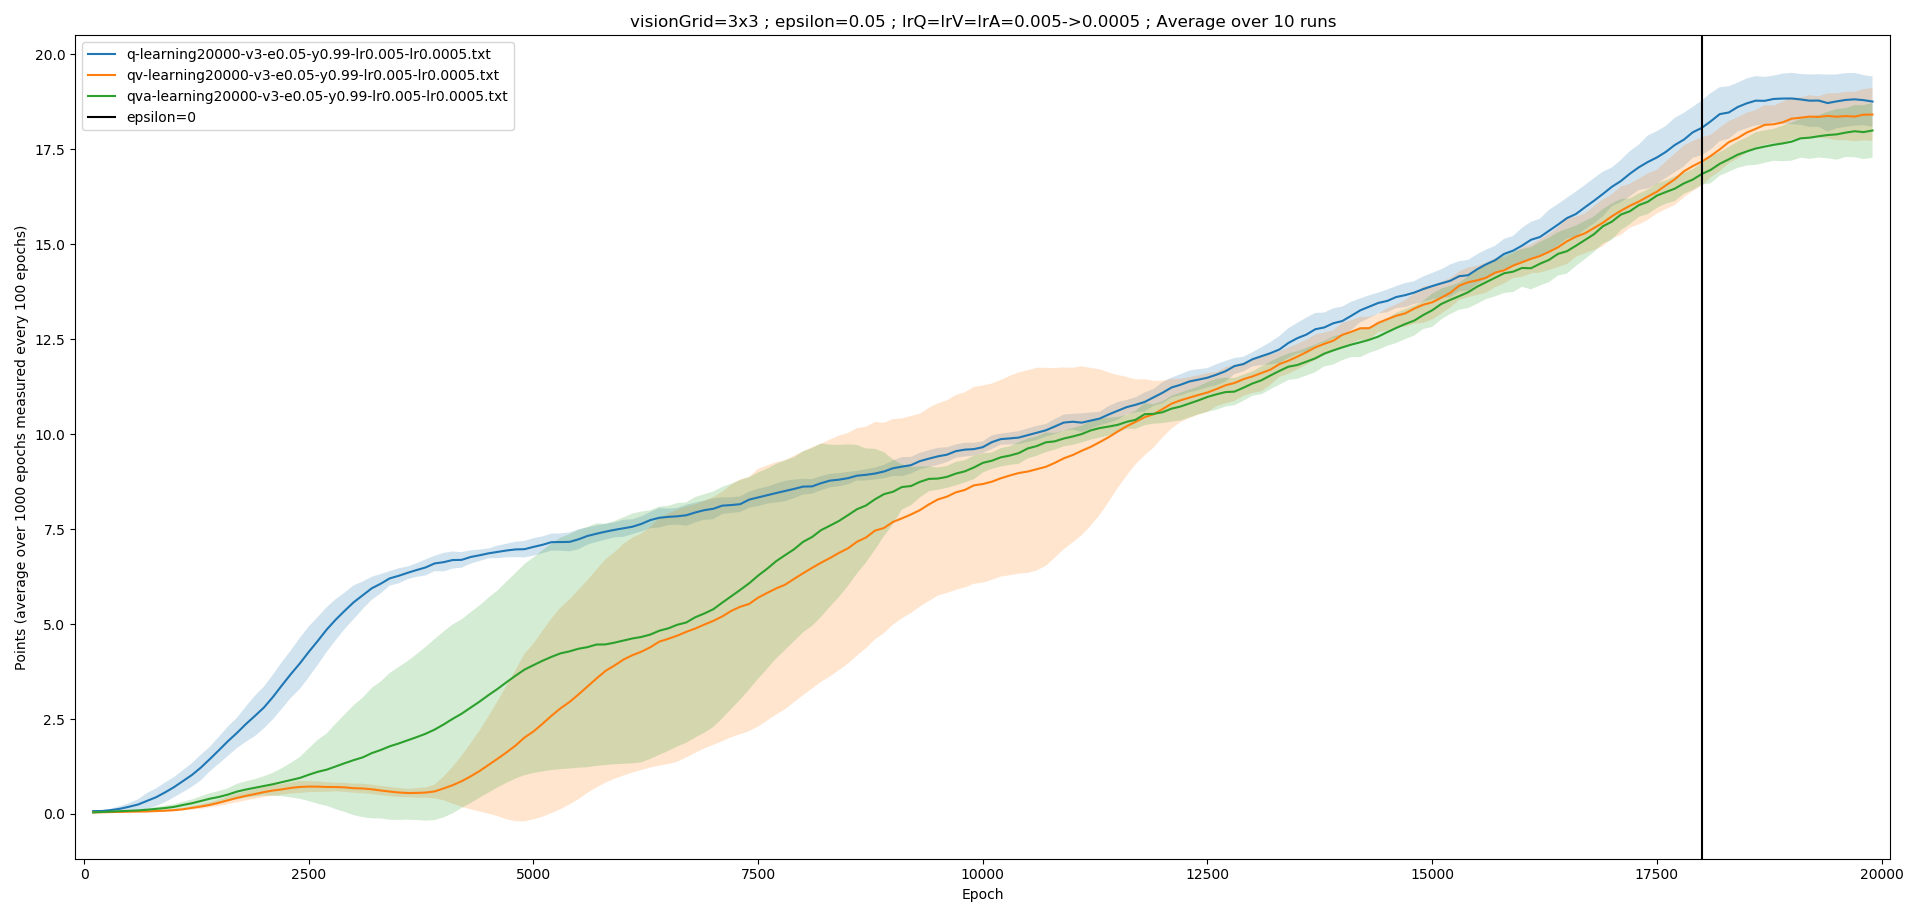 visionGrid=3x3 ; epsilon=0.05 ; lrQ=lrV=lrA=0.005->0.0005 ; Average over 10 runs
q-learning20000-v3-e0.05-y0.99-lr0.005-lr0.0005.txt
qv-learning20000-v3-e0.05-y0.99-lr0.005-lr0.0005.txt
qva-learning20000-v3-e0.05-y0.99-lr0.005-lr0.0005.txt
epsilon=0
Points (average over 1000 epochs measured every 100 epochs)
20.0
17.5
15.0
12.5
10.0
7.5
5.0
2.5
0.0
0
2500
5000
7500
10000
12500
15000
17500
20000
Epoch